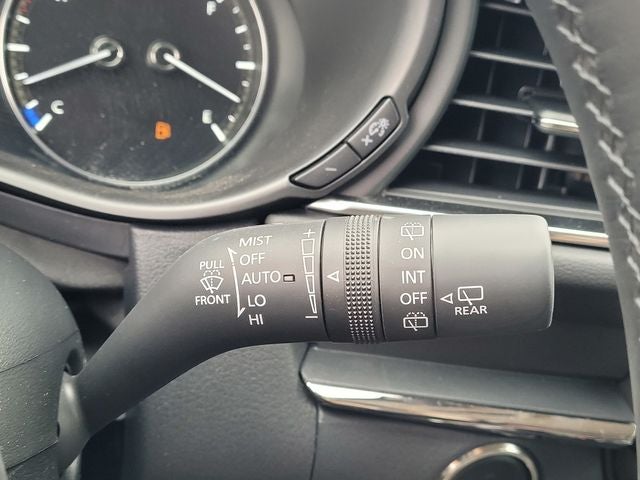 F
C
E
MIST
PULL
OFF
AUTO
FRONT
LO
HI
+
−
ON
INT
OFF
REAR